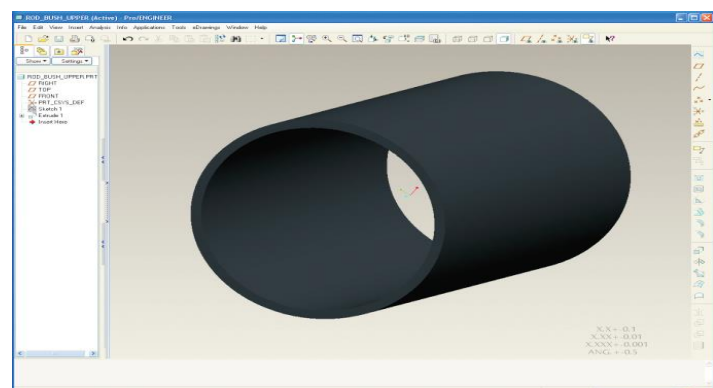 ROD_BUSH_UPPER (Active) - Pro/ENGINEER
File Edit View Insert Analysis Info Applications Tools eDrawings Window Help
Show Settings
ROD_BUSH_UPPER.PRT
RIGHT
TOP
FRONT
PRT_CSYS_DEF
Sketch 1
Extrude 1
Insert Here
X.X+-0.1
X.XX+-0.01
X.XXX+-0.001
ANG.+-0.5